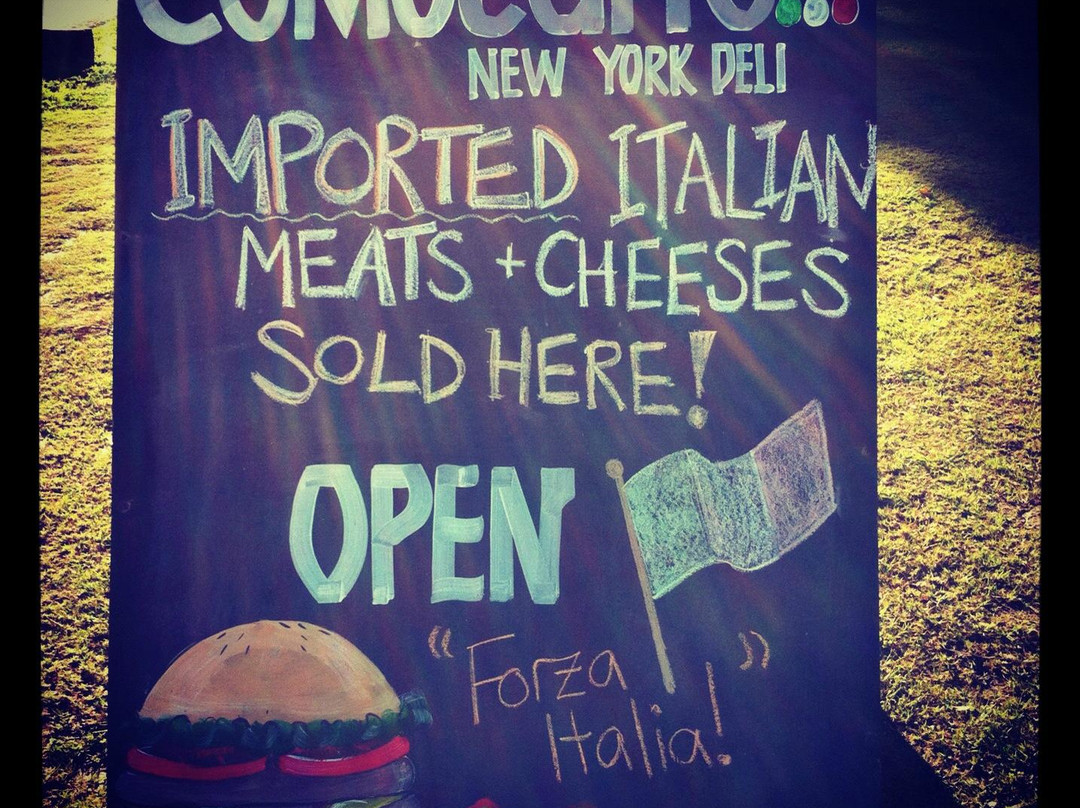 NEW YORK DELI
IMPORTED ITALIAN
MEATS + CHEESES
SOLD HERE!
OPEN
"Forza
Italia!"